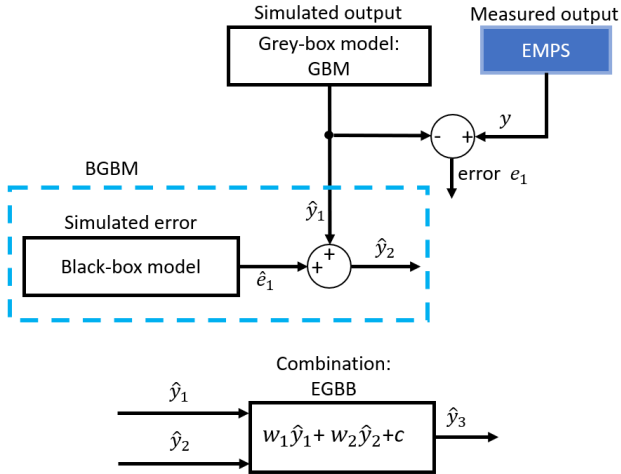 Simulated output
Measured output
Grey-box model:
GBM
EMPS
-
+
y
error e₁
BGBM
ŷ₁
Simulated error
+
ŷ₂
Black-box model
+
ê₁
Combination:
EGBB
ŷ₁
ŷ₃
w₁ŷ₁+ w₂ŷ₂+c
ŷ₂